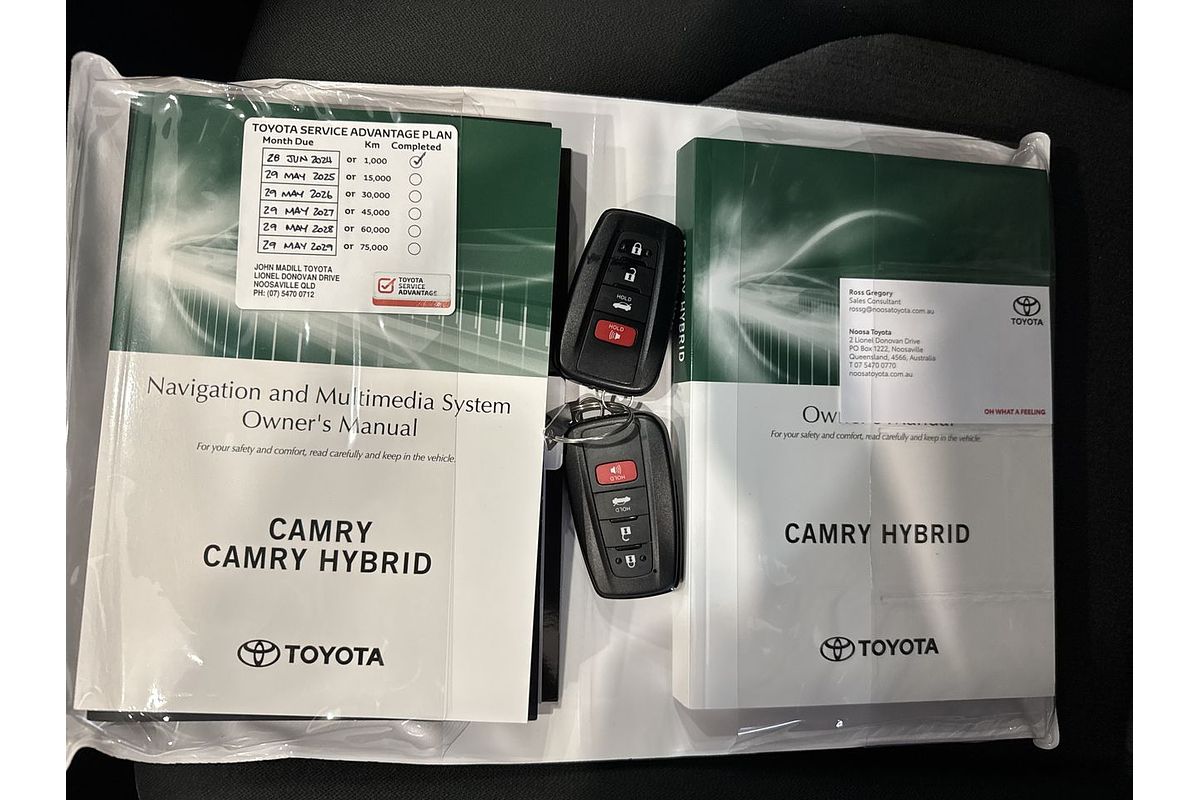 TOYOTA SERVICE ADVANTAGE PLAN
Month Due Km Completed
28 JUN 2024 or 1,000
29 MAY 2025 or 15,000
29 MAY 2026 or 30,000
29 MAY 2027 or 45,000
29 MAY 2028 or 60,000
29 MAY 2029 or 75,000
JOHN MADILL TOYOTA
LIONEL DONOVAN DRIVE
NOOSAVILLE QLD
PH: (07) 5470 0712
TOYOTA
SERVICE
ADVANTAGE
Navigation and Multimedia System
Owner's Manual
For your safety and comfort, read carefully and keep in the vehicle.
CAMRY
CAMRY HYBRID
TOYOTA
HOLD
HOLD
HOLD
HOLD
CAMRY HYBRID
Ross Gregory
Sales Consultant
rossg@noosatoyota.com.au
TOYOTA
Noosa Toyota
2 Lionel Donovan Drive
PO Box 1222, Noosaville
Queensland, 4566, Australia
T 07 5470 0770
noosatoyota.com.au
OH WHAT A FEELING
Owner's Manual
For your safety and comfort, read carefully and keep in the vehicle.
CAMRY HYBRID
TOYOTA